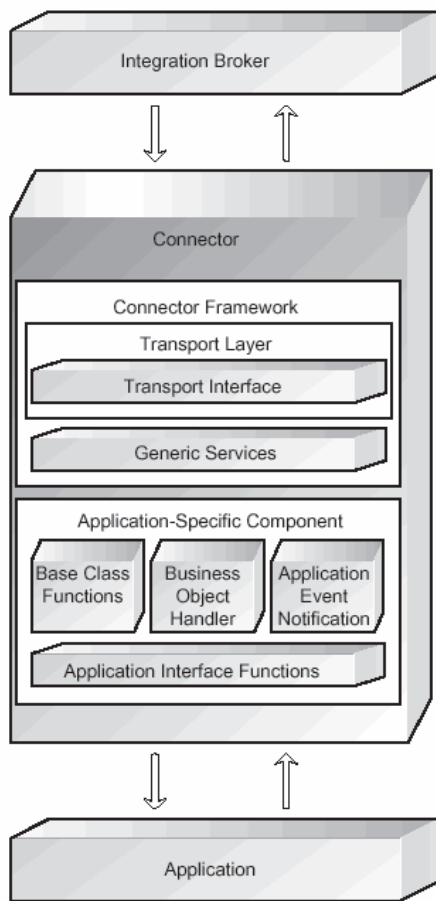 Integration Broker
Connector
Connector Framework
Transport Layer
Transport Interface
Generic Services
Application-Specific Component
Base Class
Functions
Business
Object
Handler
Application
Event
Notification
Application Interface Functions
Application